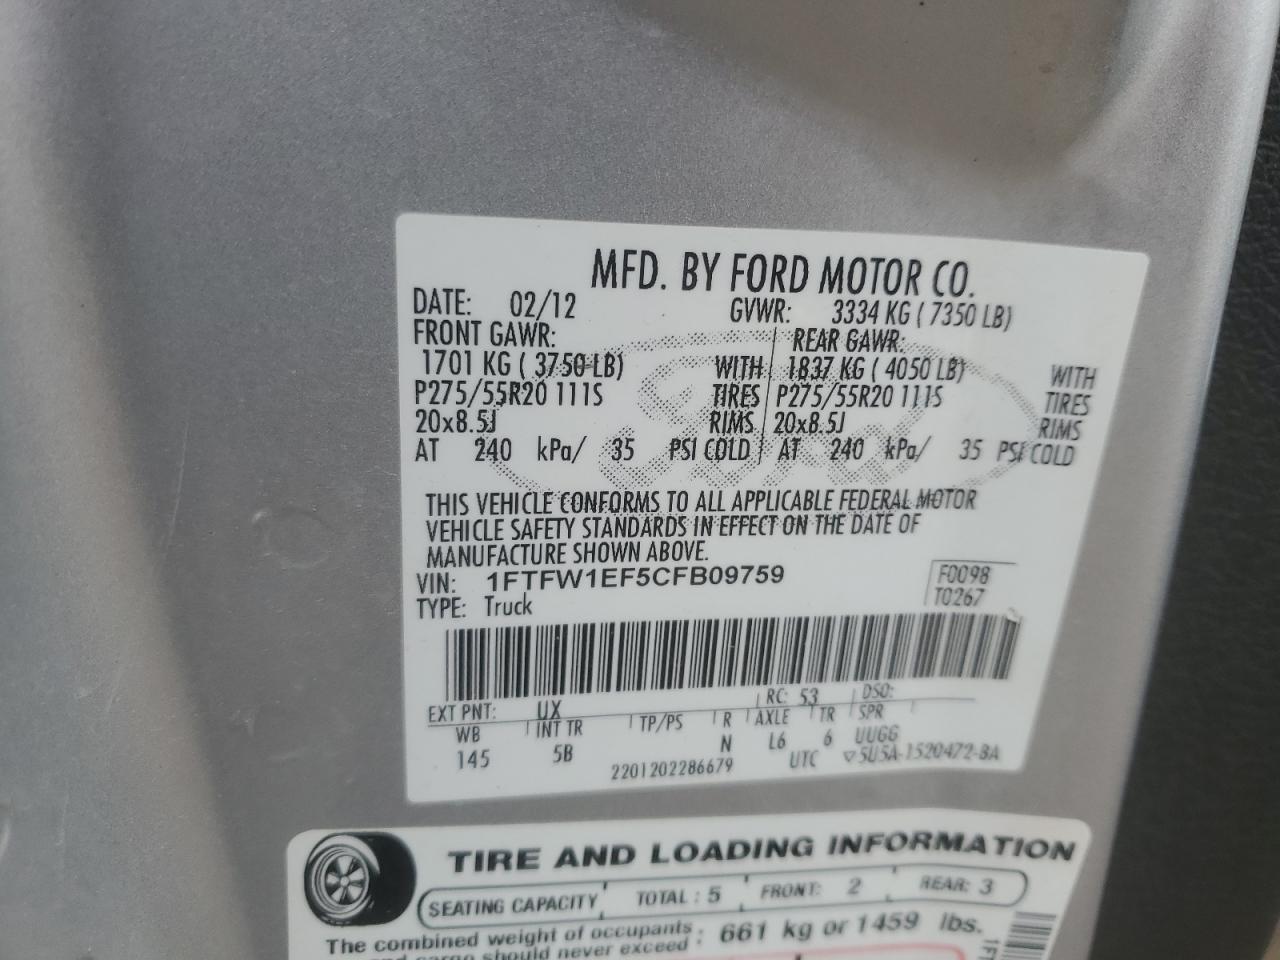 MFD. BY FORD MOTOR CO.
DATE: 02/12 GVWR: 3334 KG ( 7350 LB)
FRONT GAWR: REAR GAWR:
1701 KG ( 3750 LB) WITH 1837 KG ( 4050 LB) WITH
P275/55R20 111S TIRES P275/55R20 111S TIRES
20x8.5J RIMS 20x8.5J RIMS
AT 240 kPa/ 35 PSI COLD AT 240 kPa/ 35 PSI COLD
THIS VEHICLE CONFORMS TO ALL APPLICABLE FEDERAL MOTOR
VEHICLE SAFETY STANDARDS IN EFFECT ON THE DATE OF
MANUFACTURE SHOWN ABOVE.
VIN: 1FTFW1EF5CFB09759 F0098
TYPE: Truck T0267
EXT PNT: UX RC: 53 DSO:
WB INT TR TP/PS R AXLE TR SPR
145 5B N L6 6 UUGG
2201202286679 UTC ▽5U5A-1520472-BA
TIRE AND LOADING INFORMATION
SEATING CAPACITY TOTAL : 5 FRONT: 2 REAR: 3
The combined weight of occupants : 661 kg or 1459 lbs.
and cargo should never exceed